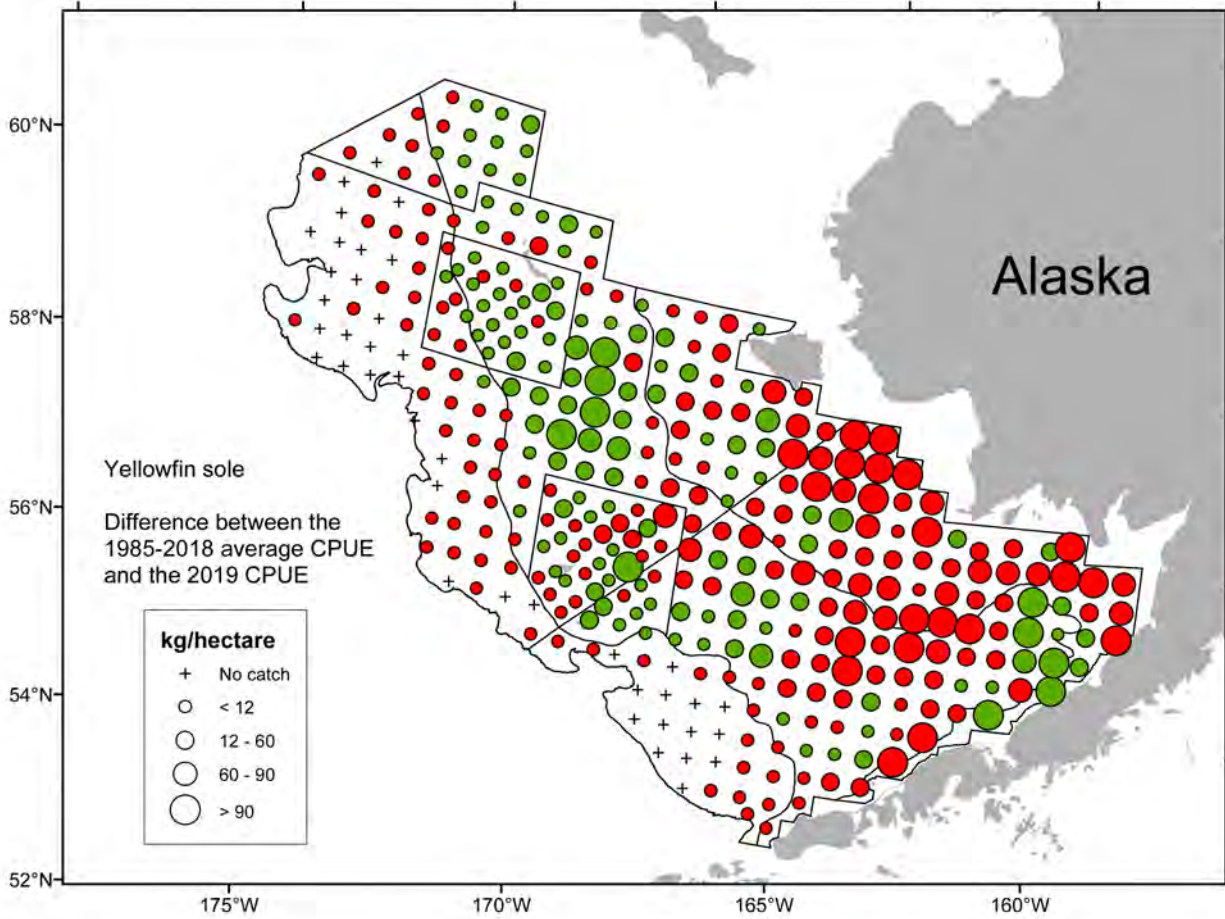 60°N
Alaska
58°N
Yellowfin sole
56°N
Difference between the
1985-2018 average CPUE
and the 2019 CPUE
kg/hectare
No catch
< 12
54°N
12 - 60
60 - 90
> 90
52°N
175°W
170°W
165°W
160°W